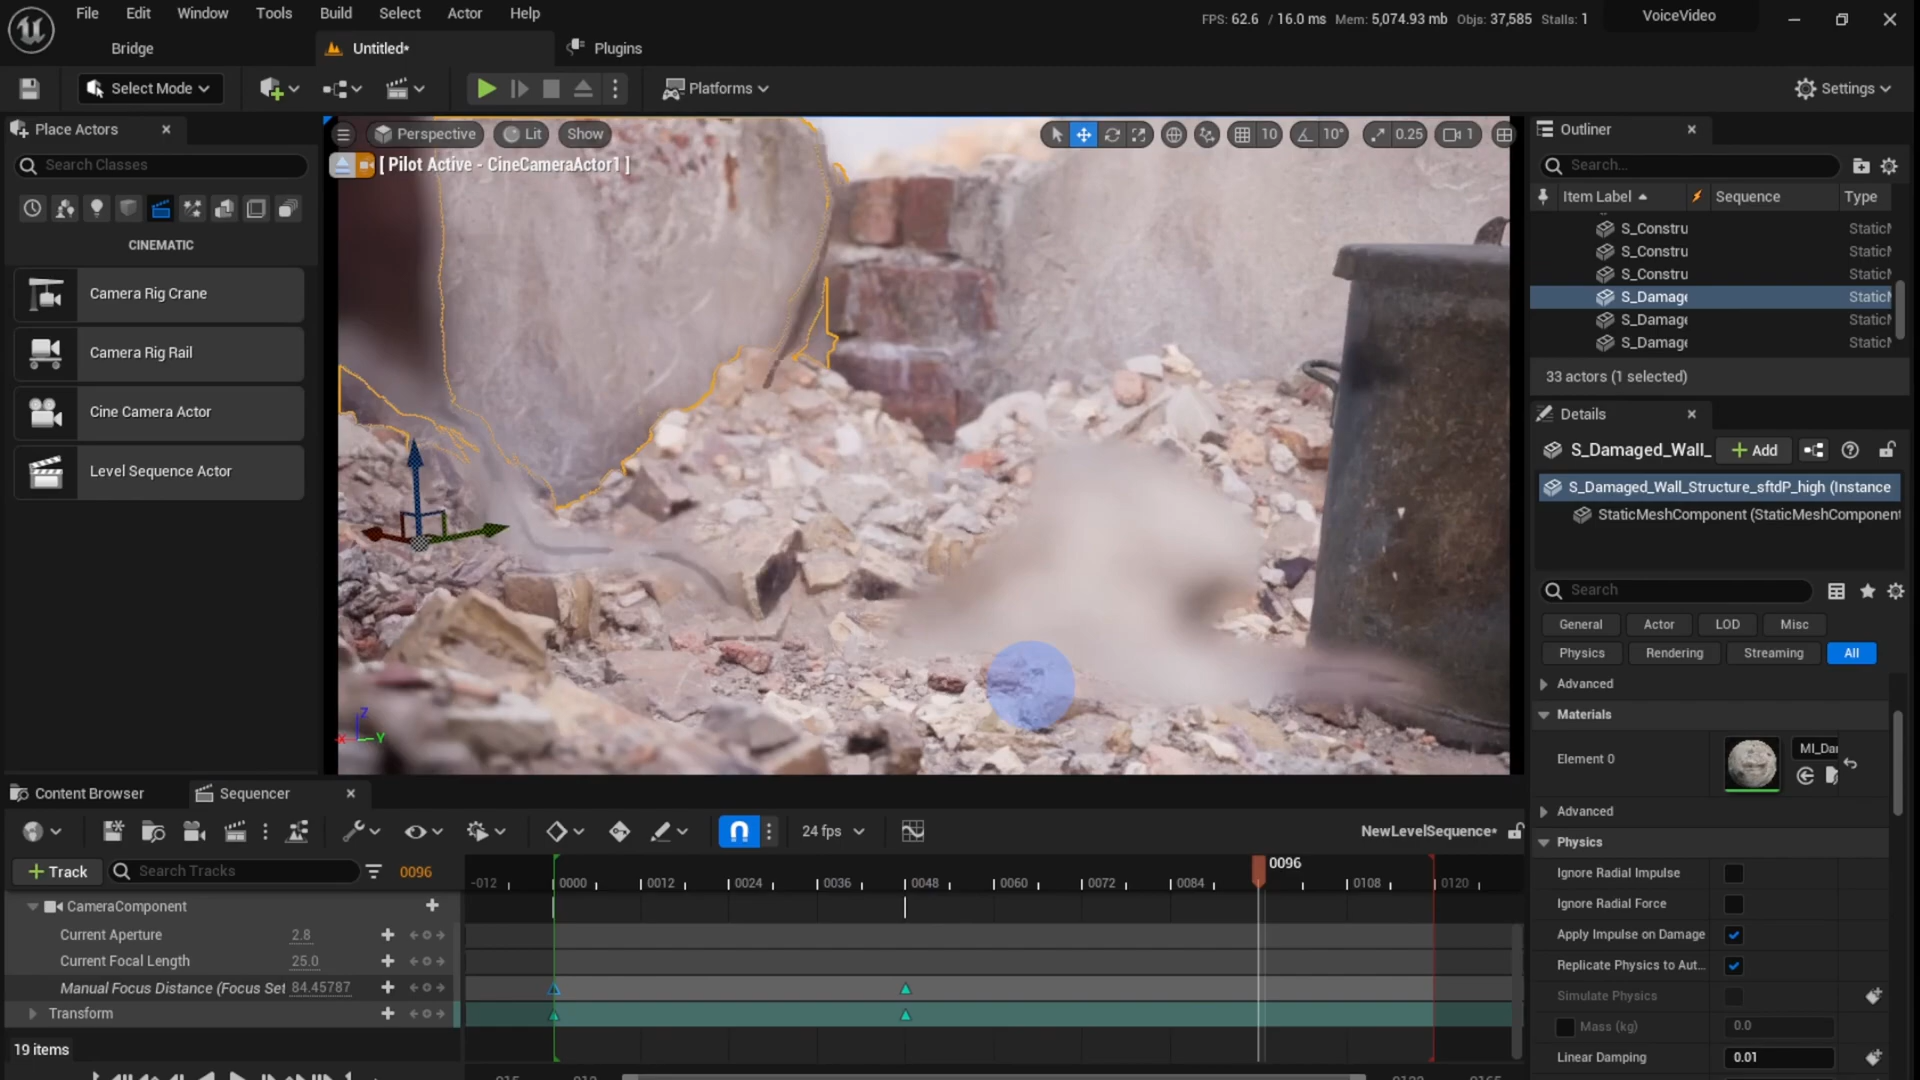 File Edit Window Tools Build Select Actor Help
FPS: 62.6 / 16.0 ms Mem: 5,074.93 mb Objs: 37,585 Stalls: 1
VoiceVideo
Bridge
Untitled*
Plugins
Select Mode
Platforms
Settings
Place Actors
Search Classes
CINEMATIC
Camera Rig Crane
Camera Rig Rail
Cine Camera Actor
Level Sequence Actor
Perspective Lit Show
10 10° 0.25 1
[ Pilot Active - CineCameraActor1 ]
Z
X Y
Outliner
Search...
Item Label Sequence Type
S_Constru StaticM
S_Constru StaticM
S_Constru StaticM
S_Damage StaticM
S_Damage StaticM
S_Damage StaticM
33 actors (1 selected)
Details
S_Damaged_Wall_ Add
S_Damaged_Wall_Structure_sftdP_high (Instance
StaticMeshComponent (StaticMeshComponent
Search
General Actor LOD Misc
Physics Rendering Streaming All
Advanced
Materials
Element 0
MI_Dar
Advanced
Physics
Ignore Radial Impulse
Ignore Radial Force
Apply Impulse on Damage
Replicate Physics to Aut...
Simulate Physics
Mass (kg) 0.0
Linear Damping 0.01
Content Browser
Sequencer
24 fps
NewLevelSequence*
Track
Search Tracks
0096
0096
-012 0000 0012 0024 0036 0048 0060 0072 0084 0108 0120
CameraComponent
Current Aperture 2.8
Current Focal Length 25.0
Manual Focus Distance (Focus Set 84.45787
Transform
19 items